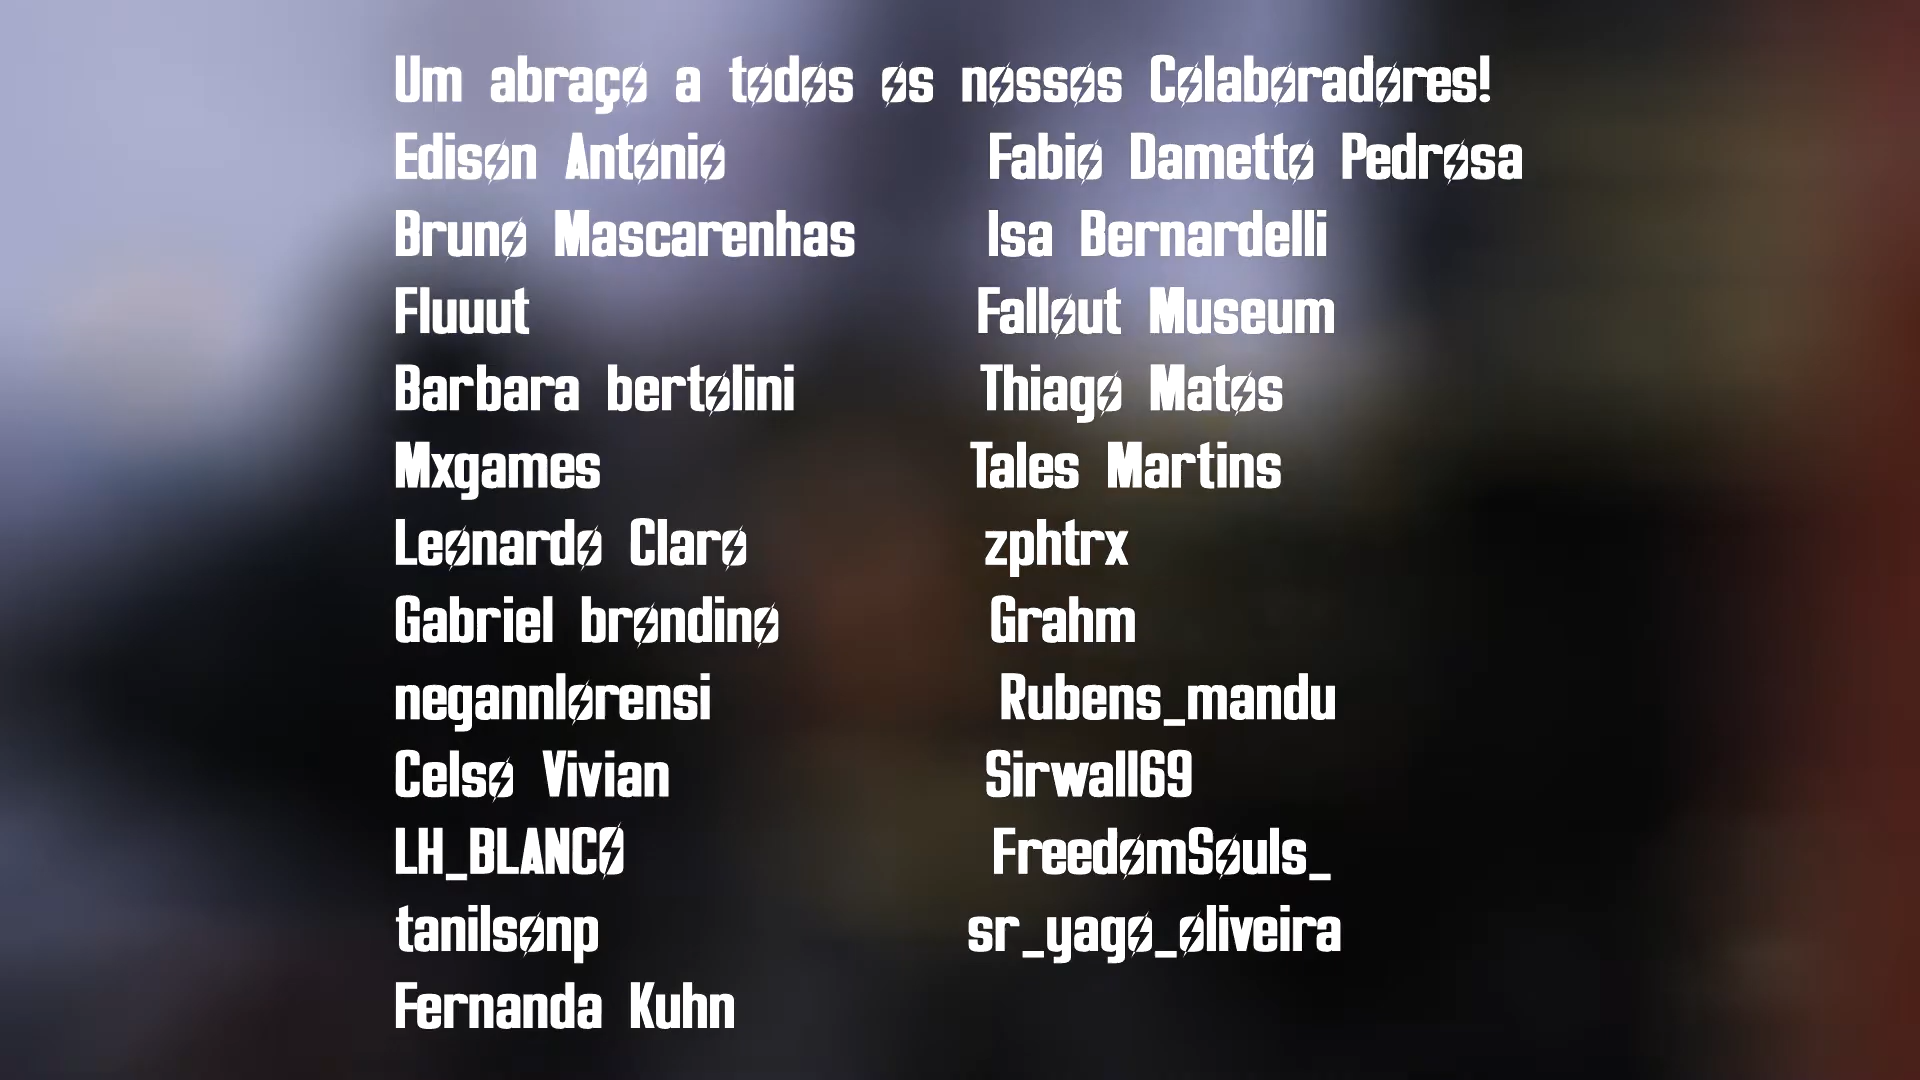 Um abraço a todos os nossos Colaboradores!
Edison Antonio Fabio Dametto Pedrosa
Bruno Mascarenhas Isa Bernardelli
Fluuut Fallout Museum
Barbara bertolini Thiago Matos
Mxgames Tales Martins
Leonardo Claro zphtrx
Gabriel brondino Grahm
negannlorensi Rubens_mandu
Celso Vivian Sirwall69
LH_BLANCO FreedomSouls_
tanilsonp sr_yago_oliveira
Fernanda Kuhn